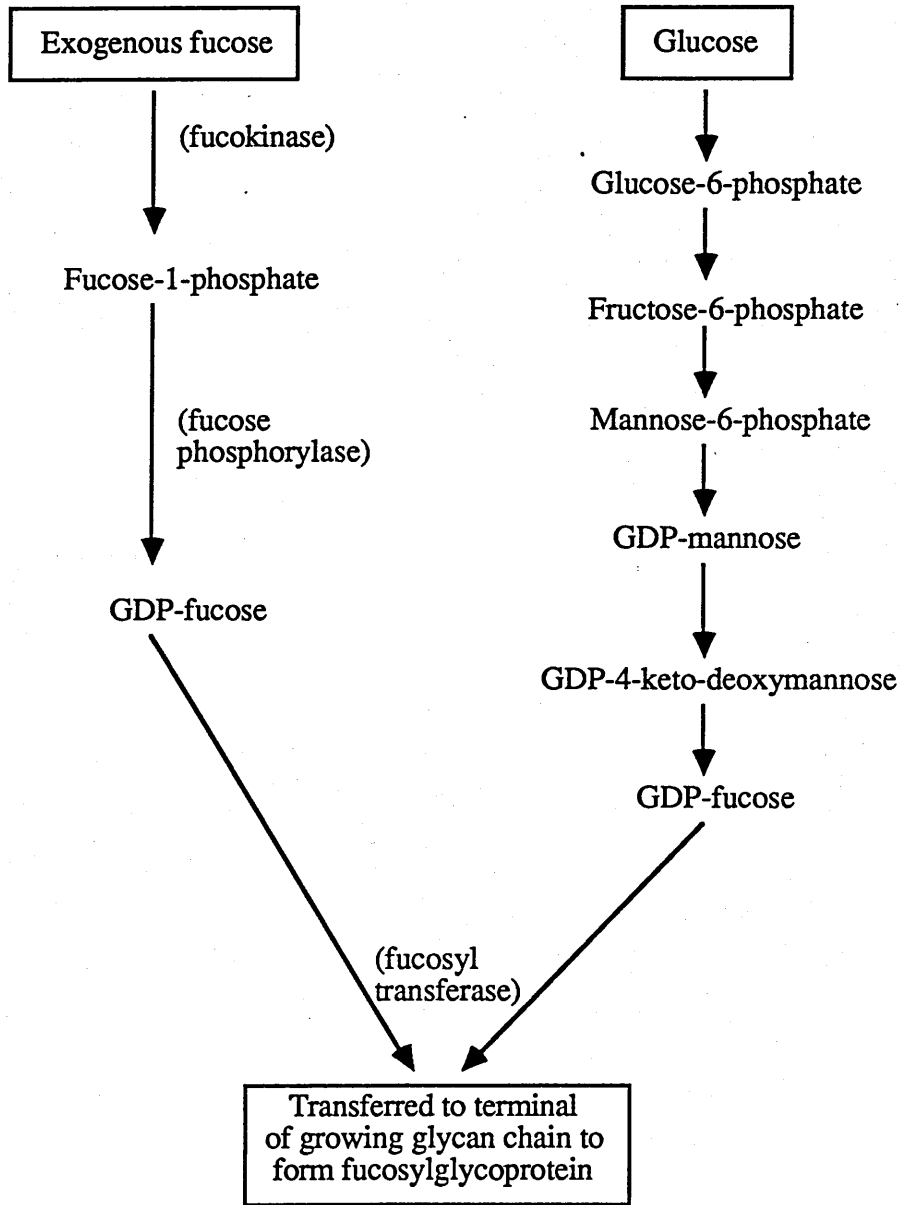 Exogenous fucose
(fucokinase)
Fucose-1-phosphate
(fucose
phosphorylase)
GDP-fucose
Glucose
Glucose-6-phosphate
Fructose-6-phosphate
Mannose-6-phosphate
GDP-mannose
GDP-4-keto-deoxymannose
GDP-fucose
(fucosyl
transferase)
Transferred to terminal
of growing glycan chain to
form fucosylglycoprotein